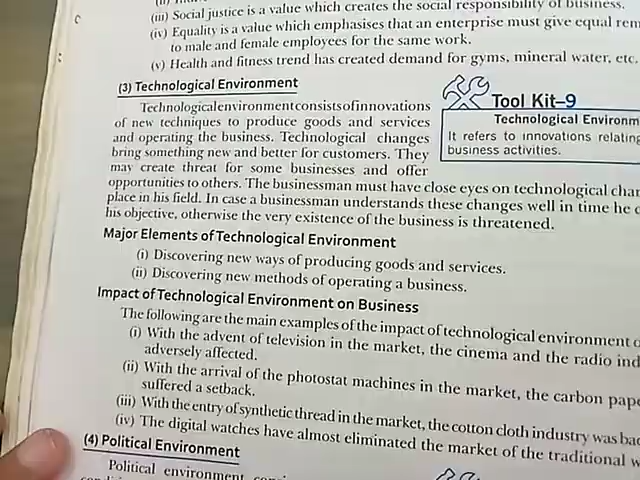 (iii) Social justice is a value which creates the social responsibility of business.
(iv) Equality is a value which emphasises that an enterprise must give equal
to male and female employees for the same work.
(v) Health and fitness trend has created demand for gyms, mineral water, etc.
(3) Technological Environment
Technological environment consists of innovations
of new techniques to produce goods and services
and operating the business. Technological changes
bring something new and better for customers. They
may create threat for some businesses and offer
opportunities to others. The businessman must have close eyes on technological
place in his field. In case a businessman understands these changes well in time he
his objective, otherwise the very existence of the business is threatened.
Tool Kit–9
Technological
It refers to innovations
business activities.
Major Elements of Technological Environment
(i) Discovering new ways of producing goods and services.
(ii) Discovering new methods of operating a business.
Impact of Technological Environment on Business
The following are the main examples of the impact of technological environment
(i) With the advent of television in the market, the cinema and the radio
adversely affected.
(ii) With the arrival of the photostat machines in the market, the carbon
suffered a setback.
(iii) With the entry of synthetic thread in the market, the cotton cloth industry was
(iv) The digital watches have almost eliminated the market of the traditional
(4) Political Environment
Political environment